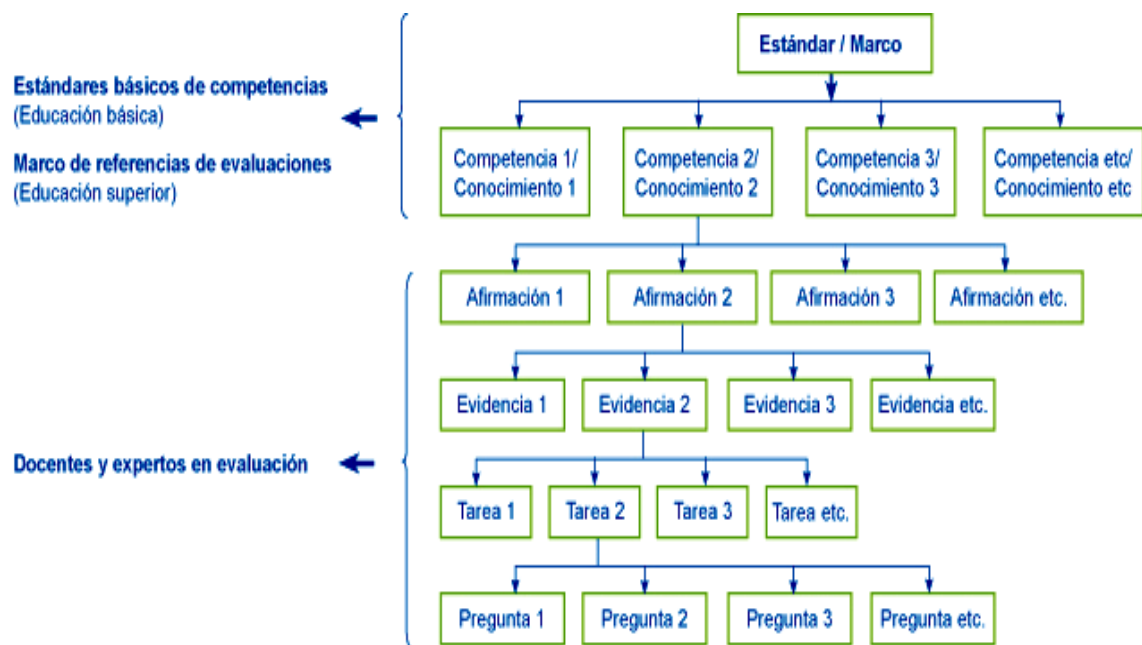 Estándar / Marco
Estándares básicos de competencias
(Educación básica)
Marco de referencias de evaluaciones
(Educación superior)
Competencia 1/
Conocimiento 1
Competencia 2/
Conocimiento 2
Competencia 3/
Conocimiento 3
Competencia etc/
Conocimiento etc
Afirmación 1
Afirmación 2
Afirmación 3
Afirmación etc.
Evidencia 1
Evidencia 2
Evidencia 3
Evidencia etc.
Docentes y expertos en evaluación
Tarea 1
Tarea 2
Tarea 3
Tarea etc.
Pregunta 1
Pregunta 2
Pregunta 3
Pregunta etc.